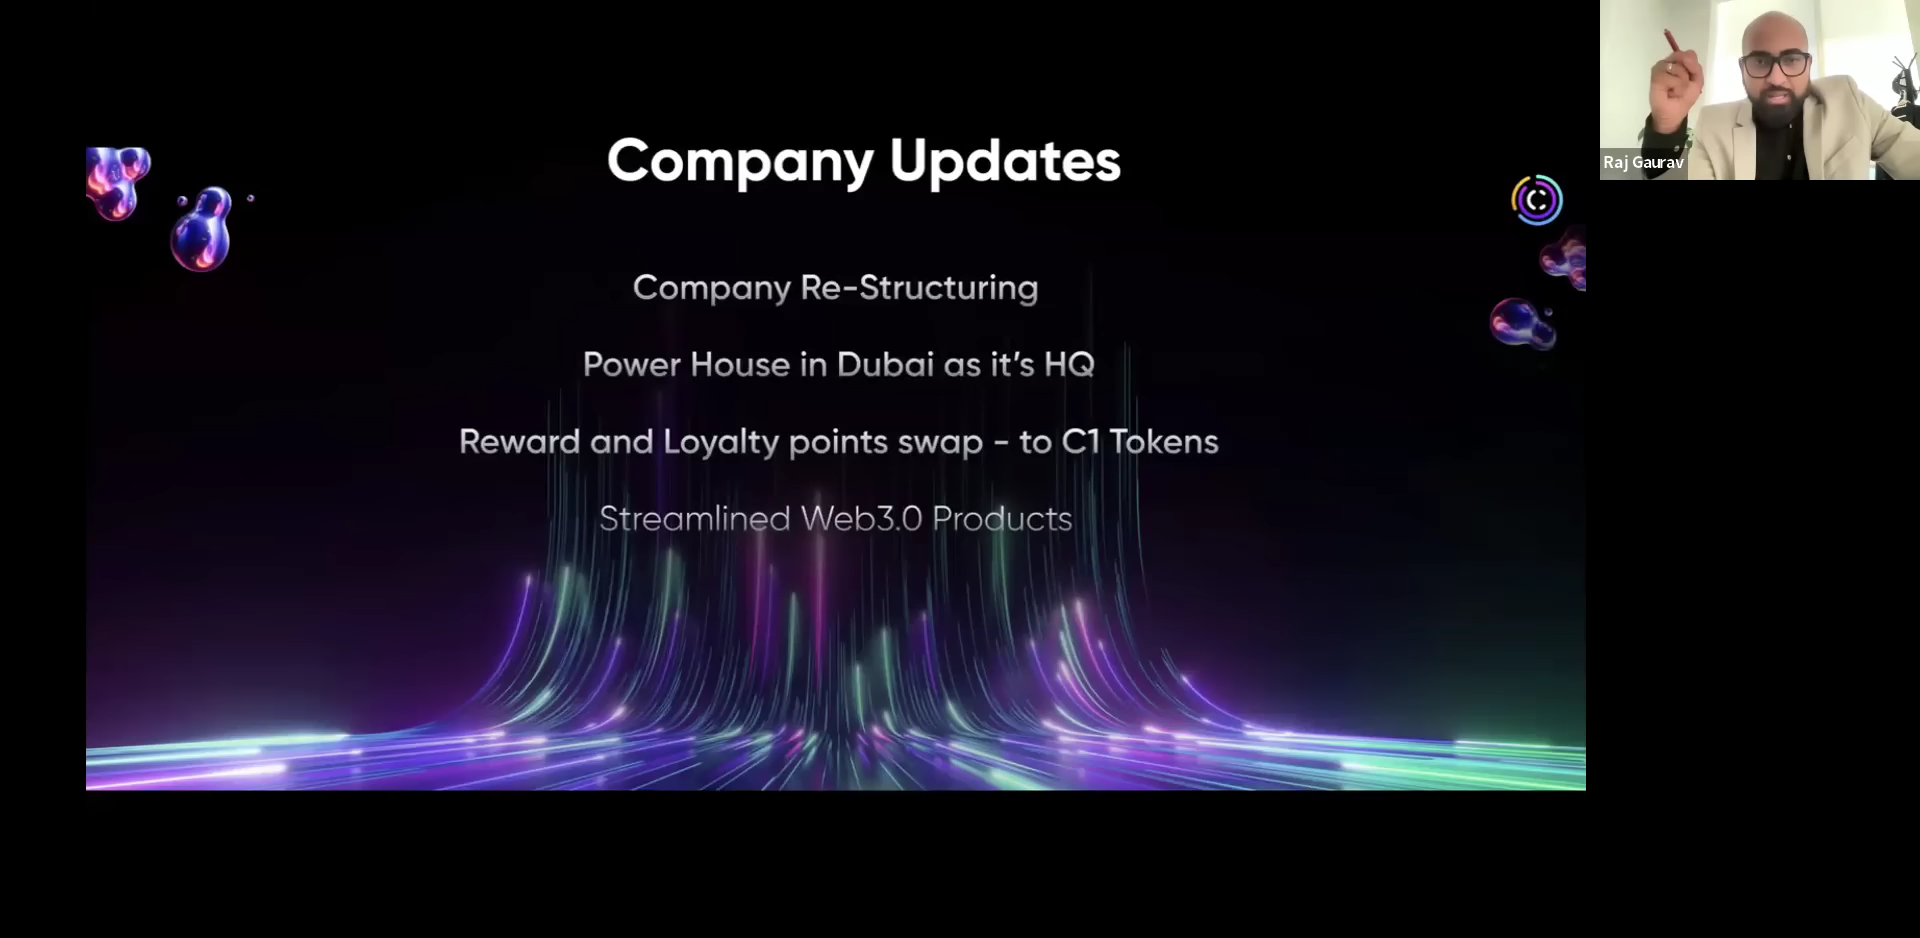 Company Updates
Company Re-Structuring
Power House in Dubai as it's HQ
Reward and Loyalty points swap - to C1 Tokens
Streamlined Web3.0 Products
Raj Gaurav